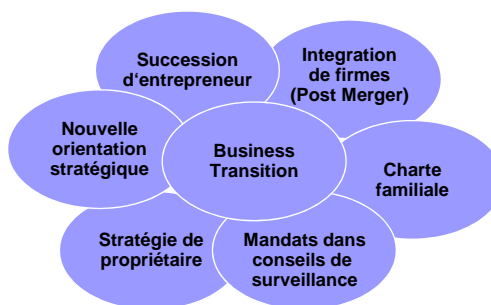 Succession
d‘entrepreneur
Integration
de firmes
(Post Merger)
Nouvelle
orientation
stratégique
Business
Transition
Charte
familiale
Stratégie de
propriétaire
Mandats dans
conseils de
surveillance